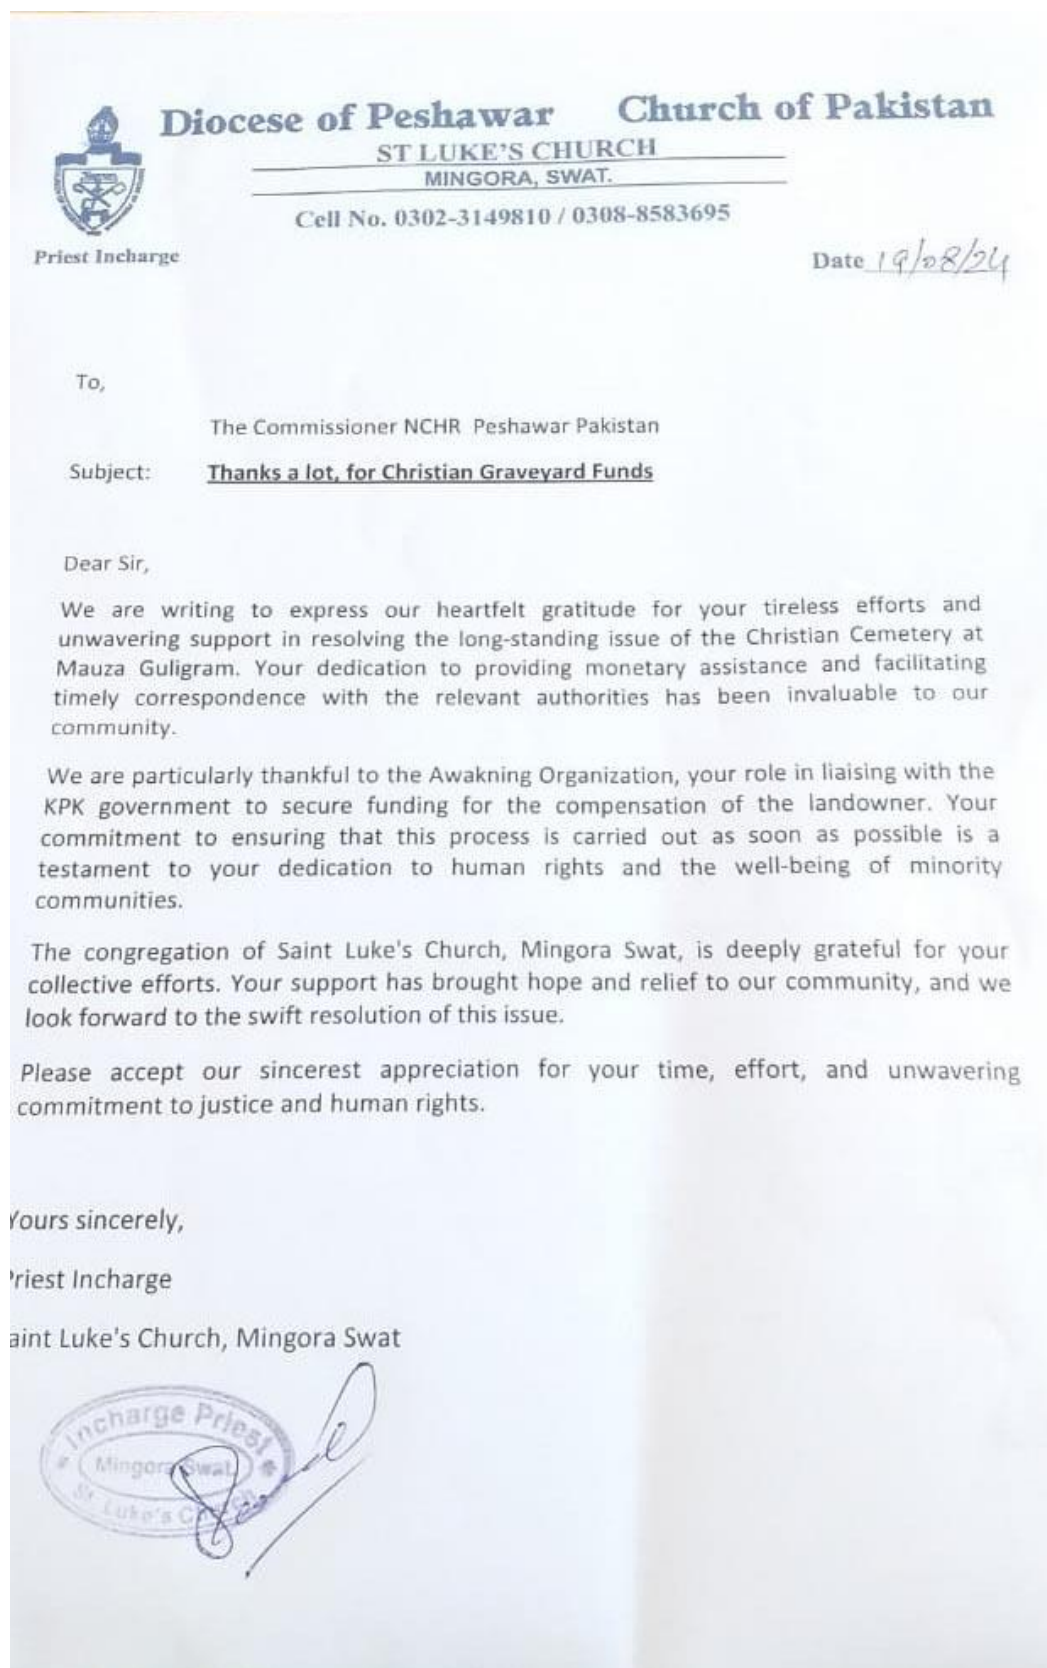 Diocese of Peshawar Church of Pakistan
ST LUKE'S CHURCH
MINGORA, SWAT.
Cell No. 0302-3149810 / 0308-8583695
Priest Incharge
Date 19/08/24
To,
The Commissioner NCHR Peshawar Pakistan
Subject: Thanks a lot, for Christian Graveyard Funds
Dear Sir,
We are writing to express our heartfelt gratitude for your tireless efforts and
unwavering support in resolving the long-standing issue of the Christian Cemetery at
Mauza Guligram. Your dedication to providing monetary assistance and facilitating
timely correspondence with the relevant authorities has been invaluable to our
community.
We are particularly thankful to the Awakning Organization, your role in liaising with the
KPK government to secure funding for the compensation of the landowner. Your
commitment to ensuring that this process is carried out as soon as possible is a
testament to your dedication to human rights and the well-being of minority
communities.
The congregation of Saint Luke's Church, Mingora Swat, is deeply grateful for your
collective efforts. Your support has brought hope and relief to our community, and we
look forward to the swift resolution of this issue.
Please accept our sincerest appreciation for your time, effort, and unwavering
commitment to justice and human rights.
Yours sincerely,
Priest Incharge
aint Luke's Church, Mingora Swat
Incharge Priest
Mingora Swat
St. Luke's Church